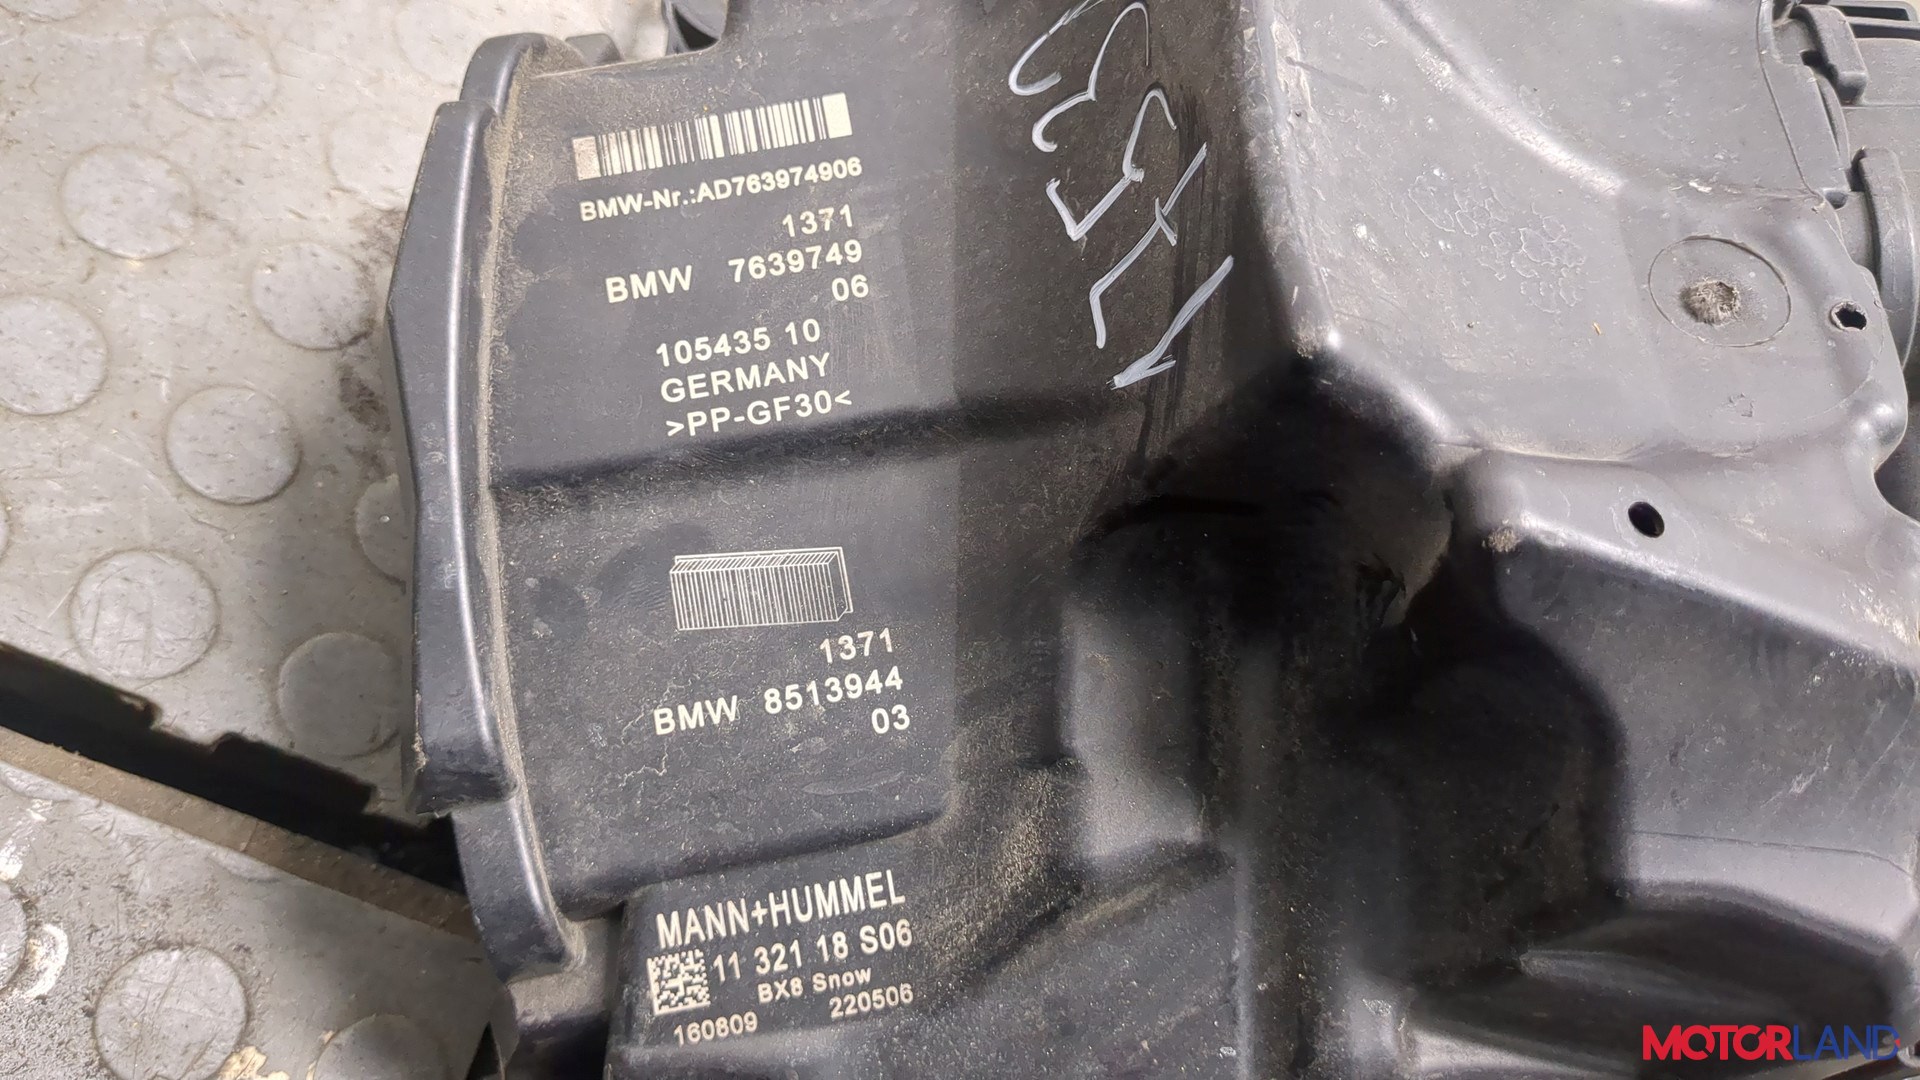 BMW-Nr.:AD763974906
1371
BMW 7639749
06
105435 10
GERMANY
>PP-GF30<
1371
BMW 8513944
03
MANN+HUMMEL
11 321 18 S06
BX8 Snow
160809 220506
MOTORLAND